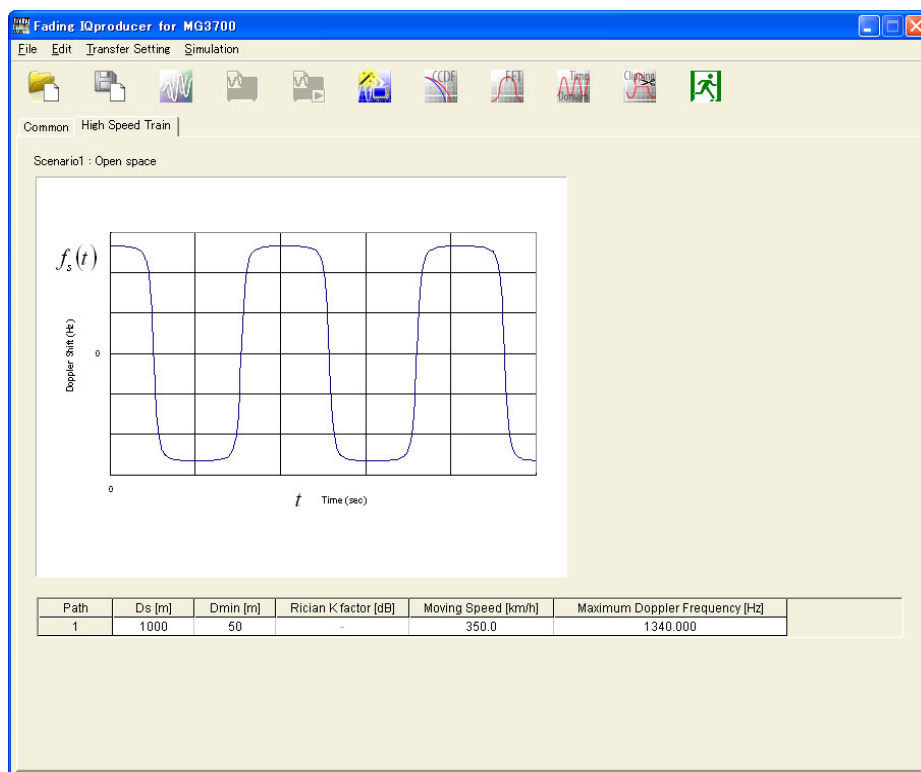 Fading IQproducer for MG3700
File Edit Transfer Setting Simulation
CCDF FFT Time Domain Clipping
Common High Speed Train
Scenario1 : Open space
fs(t)
Doppler Shift (Hz)
0
0
t Time (sec)
Path Ds [m] Dmin [m] Rician K factor [dB] Moving Speed [km/h] Maximum Doppler Frequency [Hz]
1 1000 50 - 350.0 1340.000